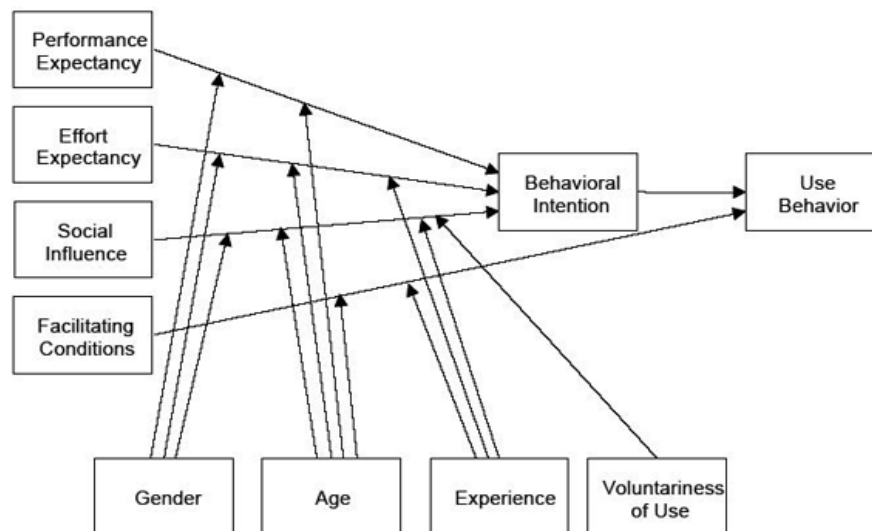 Performance
Expectancy
Effort
Expectancy
Social
Influence
Facilitating
Conditions
Behavioral
Intention
Use
Behavior
Gender
Age
Experience
Voluntariness
of Use